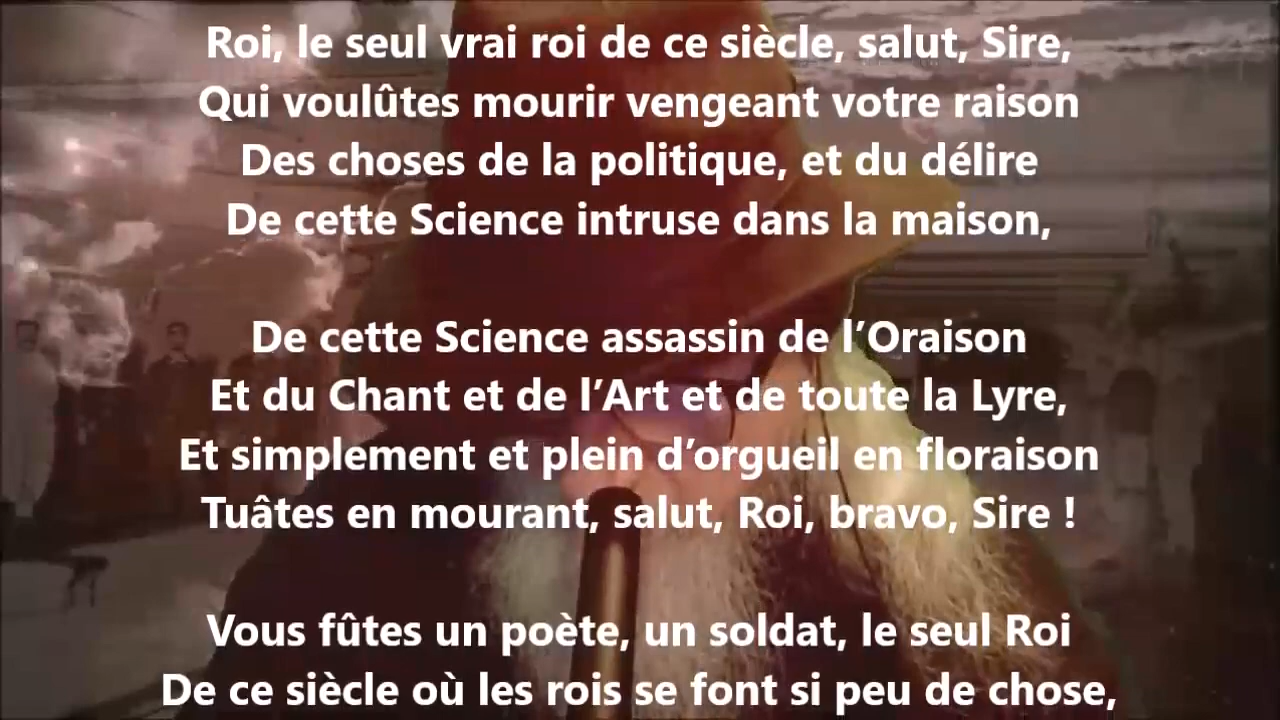 Roi, le seul vrai roi de ce siècle, salut, Sire,
Qui voulûtes mourir vengeant votre raison
Des choses de la politique, et du délire
De cette Science intruse dans la maison,
De cette Science assassin de l’Oraison
Et du Chant et de l’Art et de toute la Lyre,
Et simplement et plein d’orgueil en floraison
Tuâtes en mourant, salut, Roi, bravo, Sire !
Vous fûtes un poète, un soldat, le seul Roi
De ce siècle où les rois se font si peu de chose,